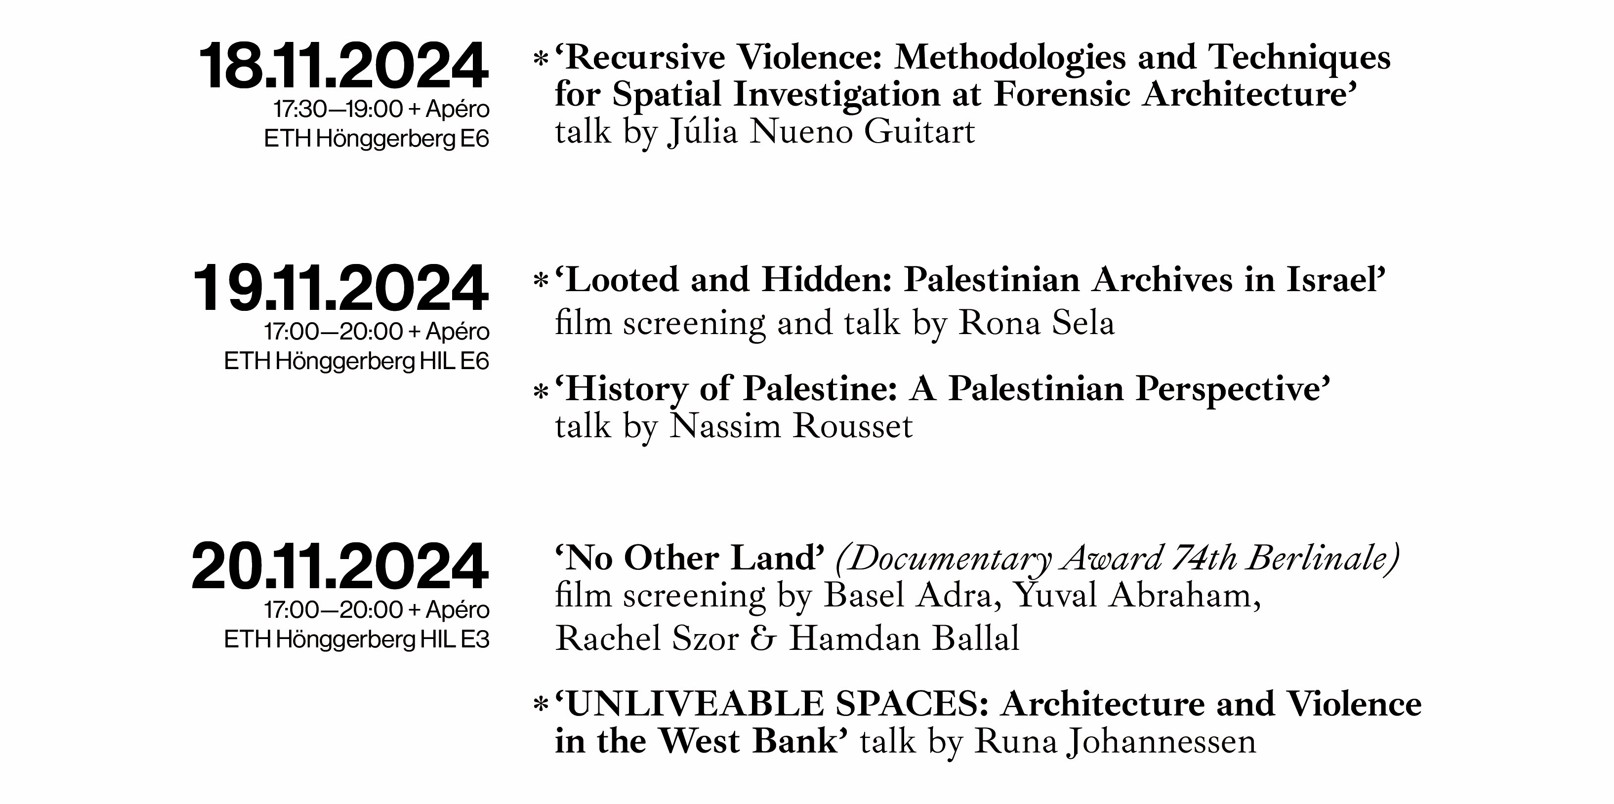 18.11.2024
17:30—19:00 + Apéro
ETH Hönggerberg E6
*‘Recursive Violence: Methodologies and Techniques
for Spatial Investigation at Forensic Architecture’
talk by Júlia Nueno Guitart
19.11.2024
17:00—20:00 + Apéro
ETH Hönggerberg HIL E6
*‘Looted and Hidden: Palestinian Archives in Israel’
film screening and talk by Rona Sela
*‘History of Palestine: A Palestinian Perspective’
talk by Nassim Rousset
20.11.2024
17:00—20:00 + Apéro
ETH Hönggerberg HIL E3
‘No Other Land’ (Documentary Award 74th Berlinale)
film screening by Basel Adra, Yuval Abraham,
Rachel Szor & Hamdan Ballal
*‘UNLIVEABLE SPACES: Architecture and Violence
in the West Bank’ talk by Runa Johannessen